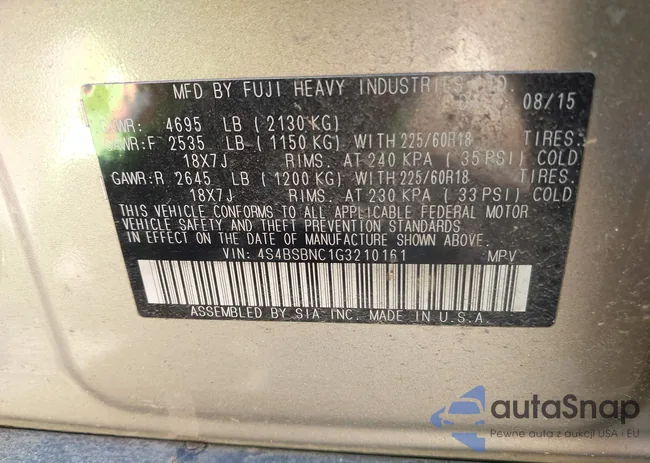 MFD BY FUJI HEAVY INDUSTRIES LTD. 08/15
GVWR: 4695 LB (2130 KG)
GAWR:F 2535 LB (1150 KG) WITH 225/60R18 TIRES.
18X7J RIMS. AT 240 KPA (35 PSI) COLD
GAWR:R 2645 LB (1200 KG) WITH 225/60R18 TIRES.
18X7J RIMS. AT 230 KPA (33 PSI) COLD
THIS VEHICLE CONFORMS TO ALL APPLICABLE FEDERAL MOTOR
VEHICLE SAFETY AND THEFT PREVENTION STANDARDS
IN EFFECT ON THE DATE OF MANUFACTURE SHOWN ABOVE.
VIN: 4S4BSBNC1G3210161 MPV
ASSEMBLED BY SIA INC. MADE IN U.S.A.
autaSnap
Pewne auta z aukcji USA i EU